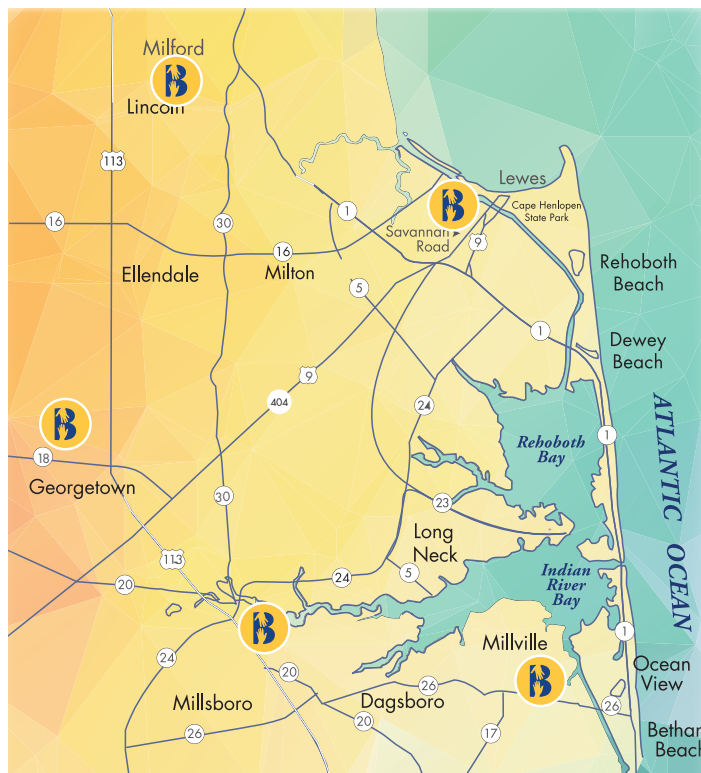 Milford
B
Lincoln
113
16
30
1
16
Ellendale
Milton
Lewes
B
Cape Henlopen
State Park
Savannah
Road
9
5
Rehoboth
Beach
1
Dewey
Beach
9
404
24
B
18
Georgetown
Rehoboth
Bay
1
ATLANTIC OCEAN
30
23
Long
Neck
113
20
24
5
Indian
River
Bay
B
1
Millville
B
24
20
Ocean
View
Millsboro
26
Dagsboro
26
20
26
17
Bethan
Beach